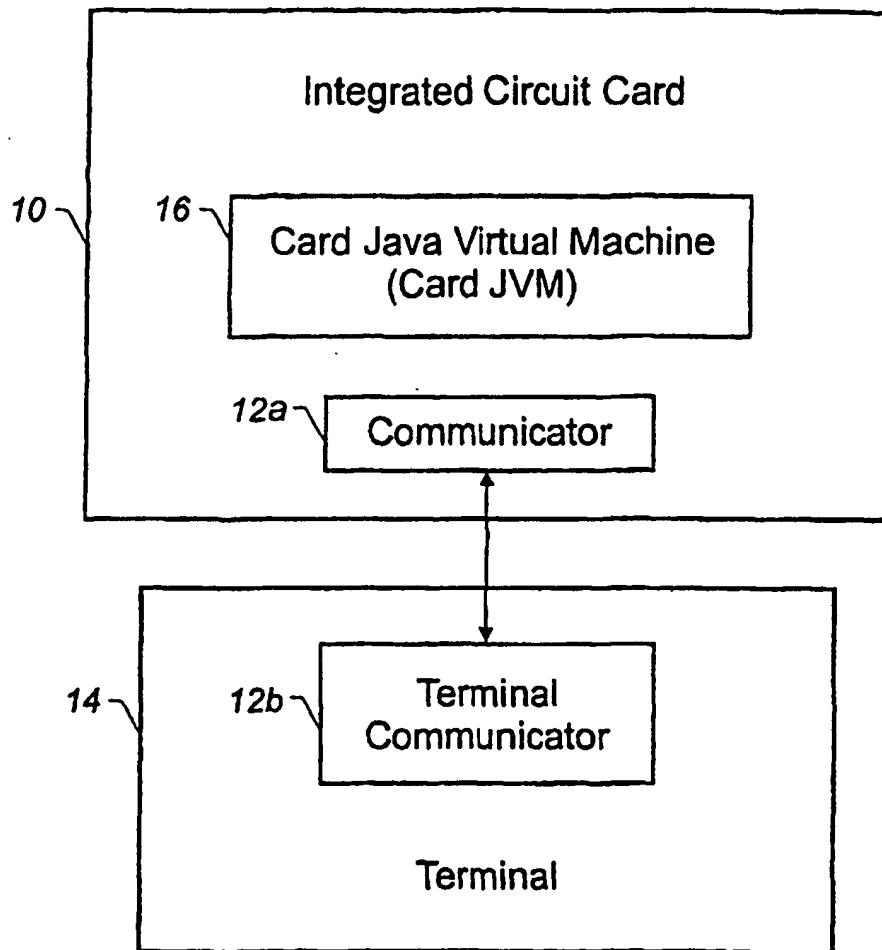 Integrated Circuit Card
10
16
Card Java Virtual Machine
(Card JVM)
12a
Communicator
14
12b
Terminal
Communicator
Terminal